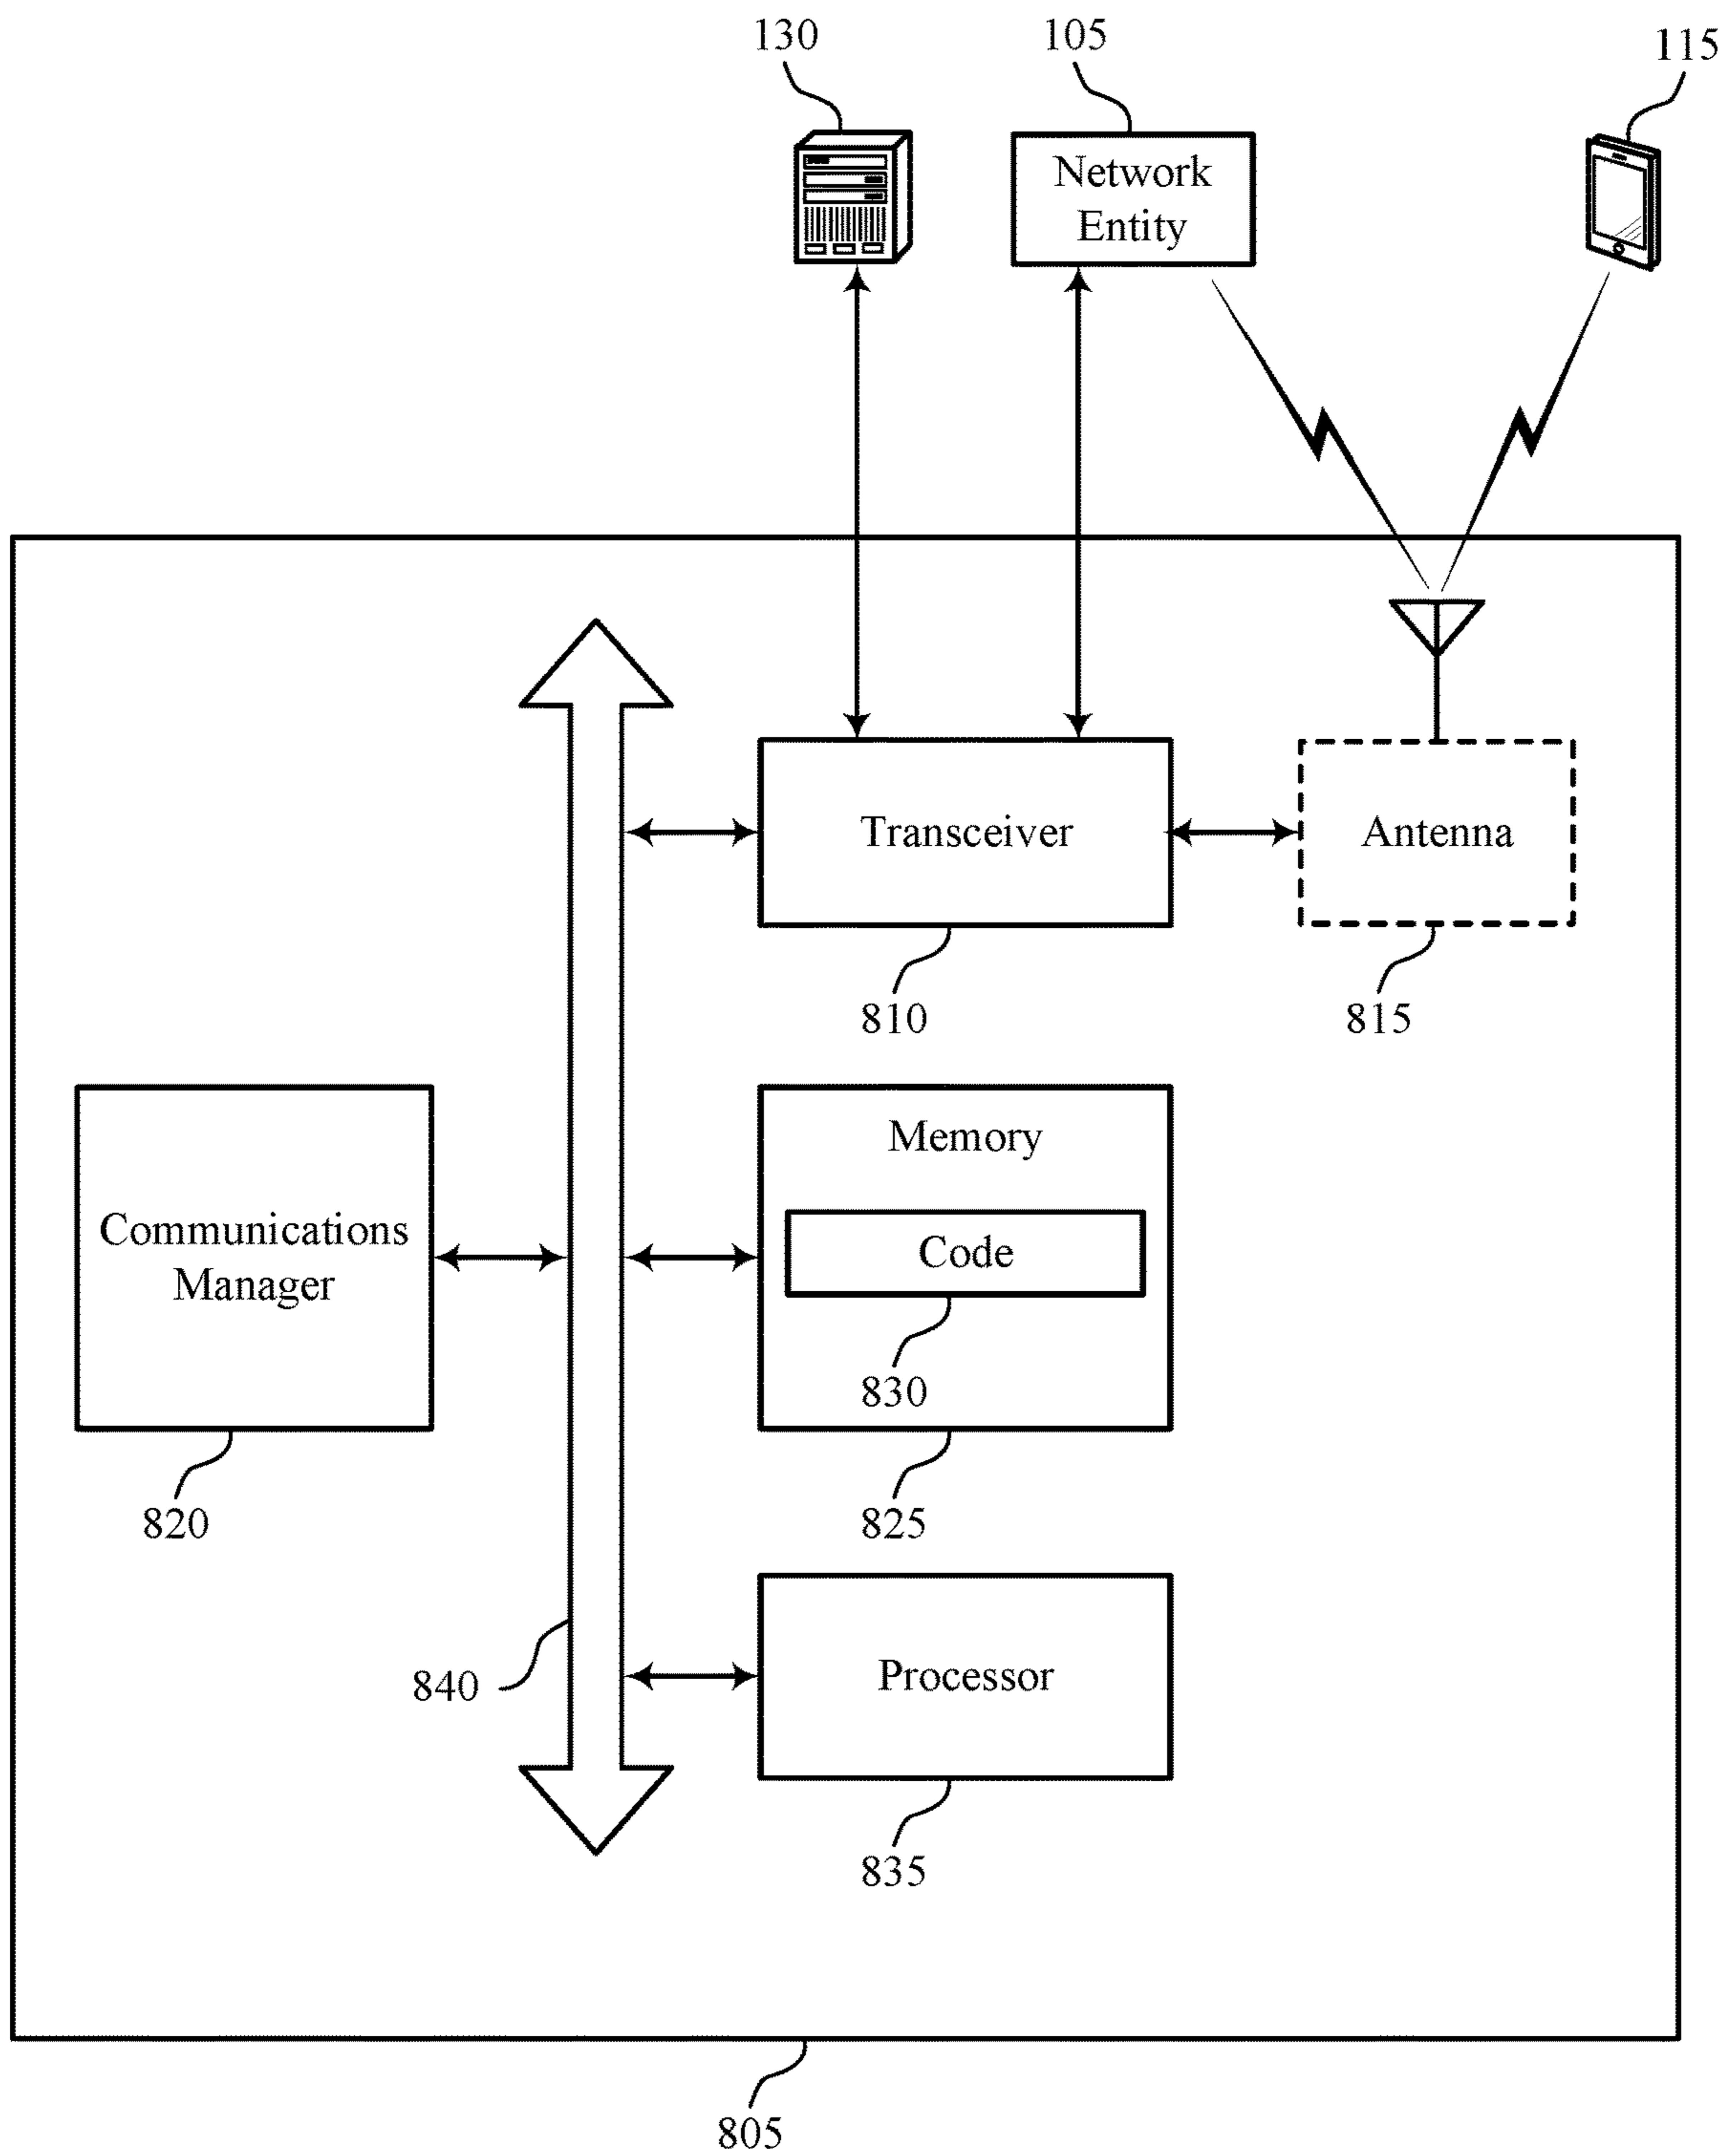 130
105
115
Network
Entity
Transceiver
Antenna
810
815
Memory
Communications
Manager
Code
830
820
825
840
Processor
835
805